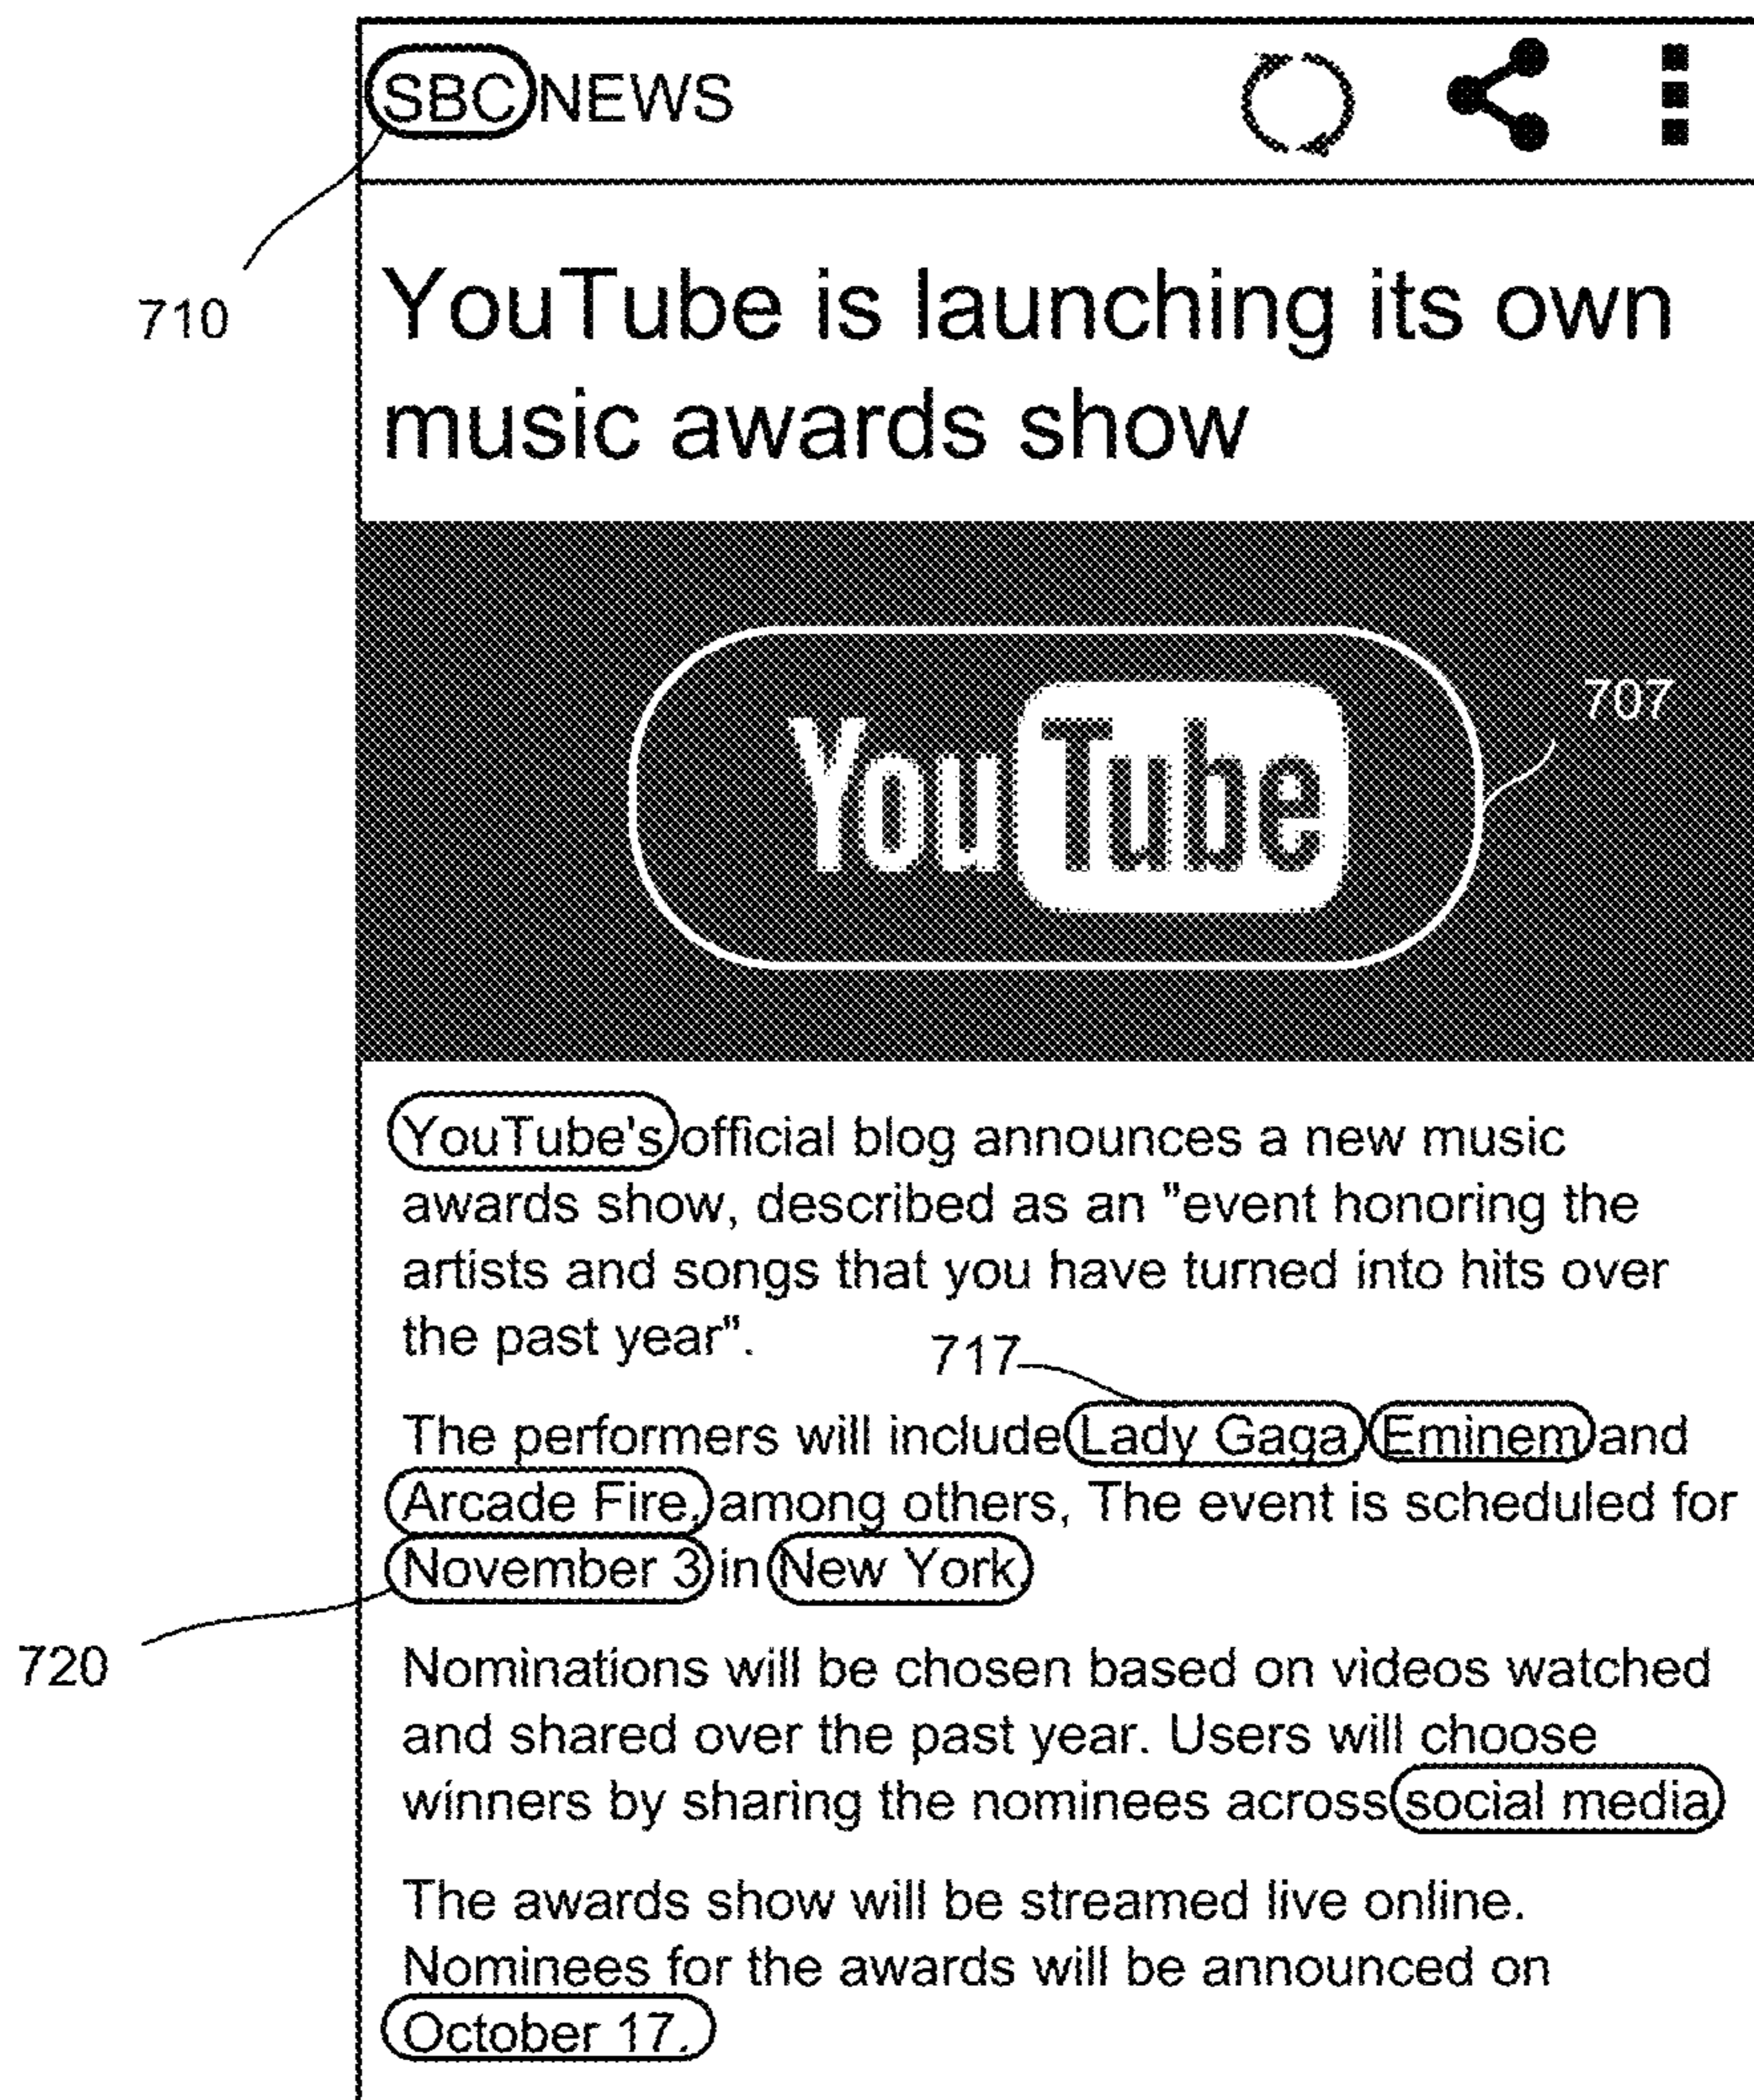 SBC NEWS
710
YouTube is launching its own
music awards show
707
YouTube
YouTube's official blog announces a new music
awards show, described as an "event honoring the
artists and songs that you have turned into hits over
the past year".
717
The performers will include Lady Gaga, Eminem and
Arcade Fire, among others, The event is scheduled for
November 3 in New York.
720
Nominations will be chosen based on videos watched
and shared over the past year. Users will choose
winners by sharing the nominees across social media
The awards show will be streamed live online.
Nominees for the awards will be announced on
October 17.